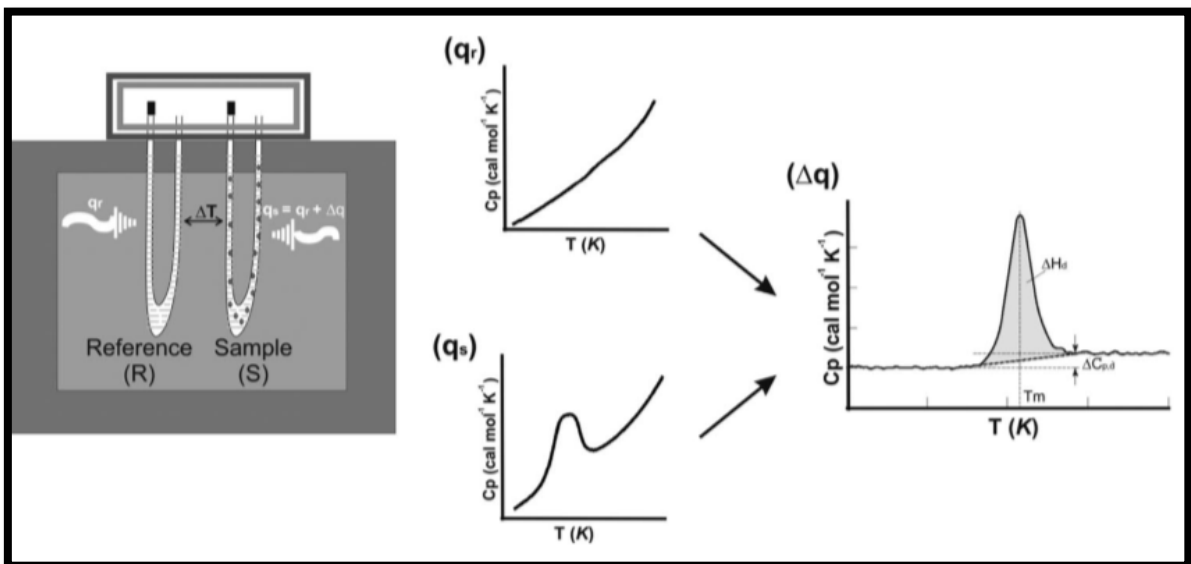 qr
ΔT
qs = qr + Δq
Reference
(R)
Sample
(S)
(qr)
Cp (cal mol⁻¹ K⁻¹)
T (K)
(qs)
Cp (cal mol⁻¹ K⁻¹)
T (K)
(Δq)
Cp (cal mol⁻¹ K⁻¹)
ΔHd
ΔCp,d
Tm
T (K)